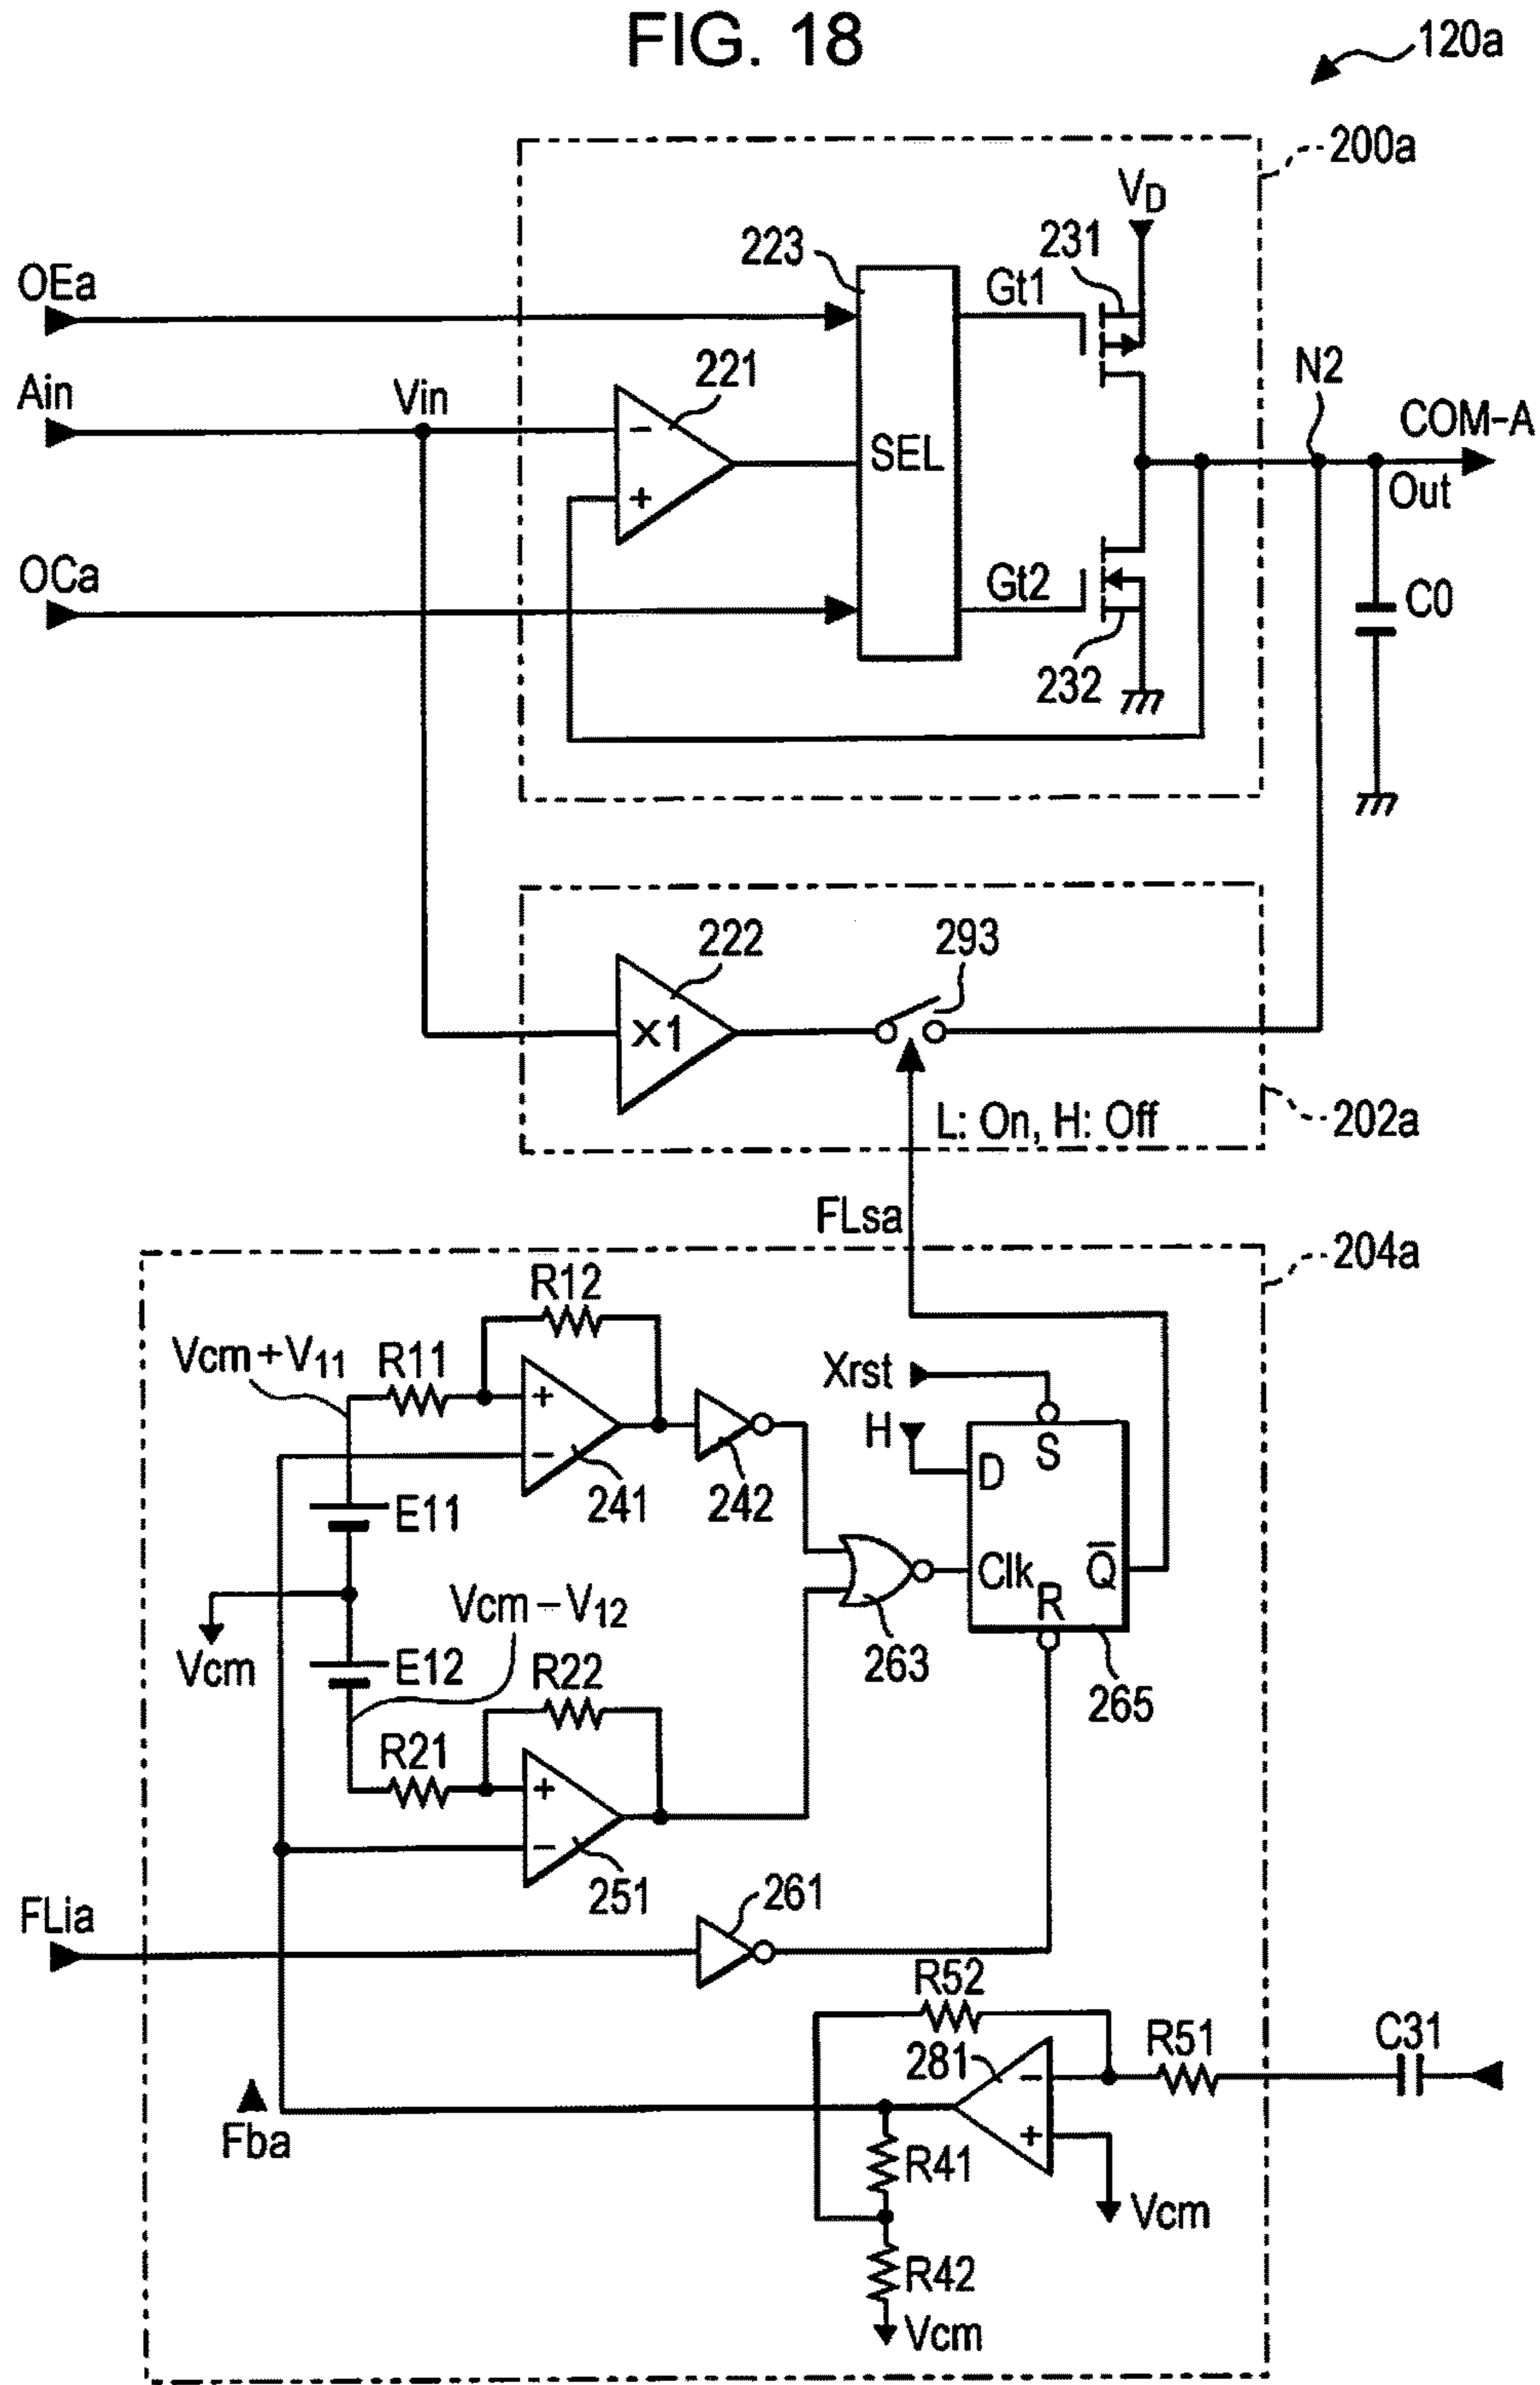 FIG. 18
120a
200a
VD
223
231
OEa
Gt1
Ain
Vin
221
N2
COM-A
−
SEL
+
Out
OCa
Gt2
C0
232
222
293
×1
L: On, H: Off
202a
FLsa
204a
R12
Vcm+V11
R11
Xrst
+
H
S
−
D
241
242
E11
Clk
Q̅
Vcm−V12
R
Vcm
E12
R22
263
265
R21
+
−
251
261
FLia
R52
281
R51
C31
−
Fba
+
R41
Vcm
R42
Vcm